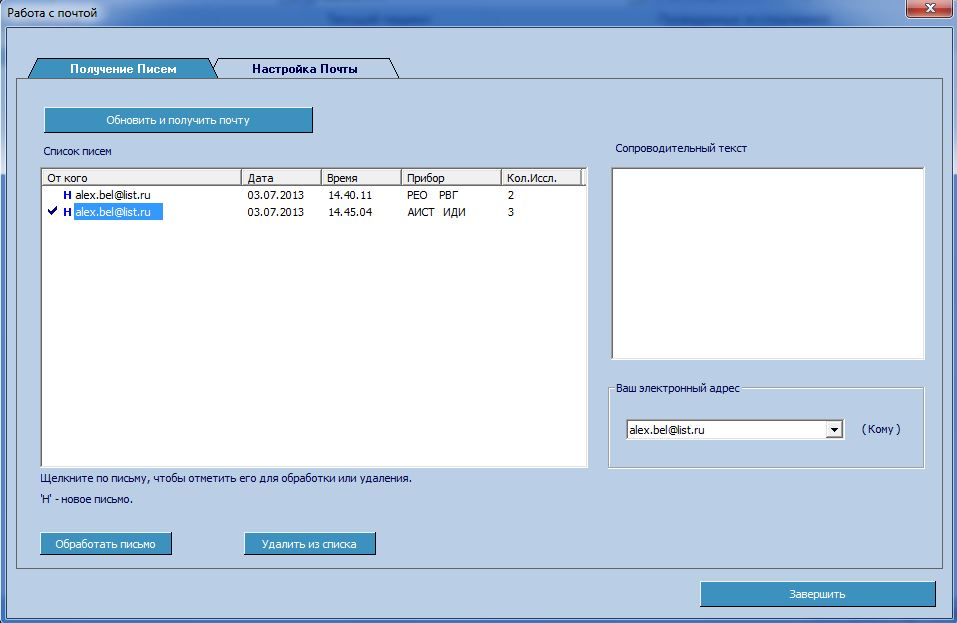 Работа с почтой
Получение Писем
Настройка Почты
Обновить и получить почту
Список писем
От кого Дата Время Прибор Кол.Иссл.
Н alex.bel@list.ru 03.07.2013 14.40.11 РЕО РВГ 2
Н alex.bel@list.ru 03.07.2013 14.45.04 АИСТ ИДИ 3
Сопроводительный текст
Ваш электронный адрес
alex.bel@list.ru (Кому)
Щелкните по письму, чтобы отметить его для обработки или удаления.
'Н' - новое письмо.
Обработать письмо
Удалить из списка
Завершить